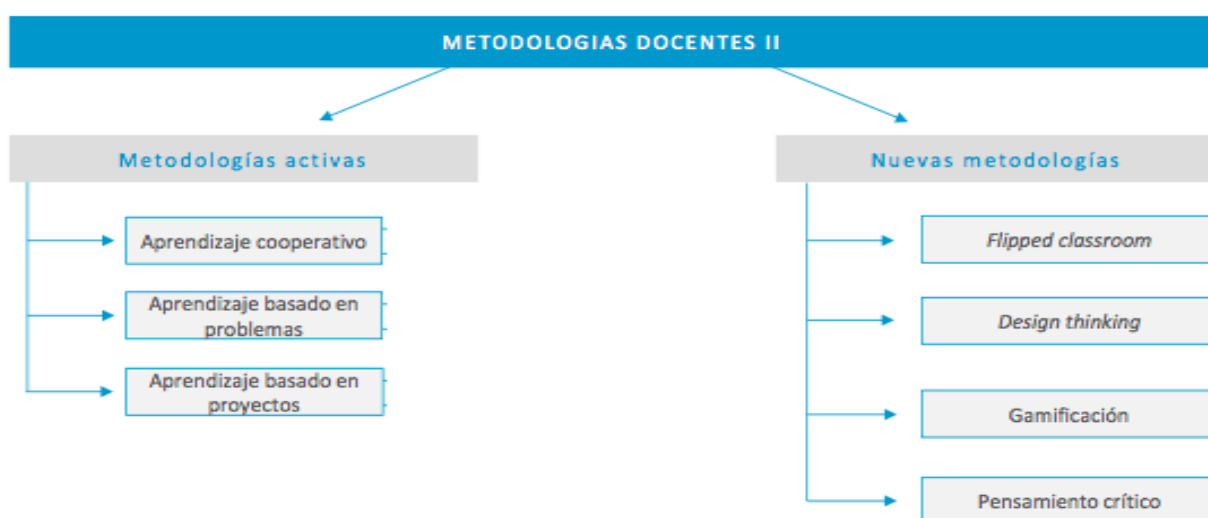 METODOLOGIAS DOCENTES II
Metodologías activas
Aprendizaje cooperativo
Aprendizaje basado en
problemas
Aprendizaje basado en
proyectos
Nuevas metodologías
Flipped classroom
Design thinking
Gamificación
Pensamiento crítico